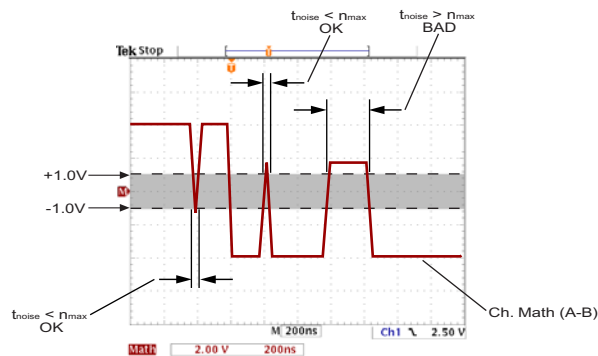 tnoise < nmax
OK
tnoise > nmax
BAD
Tek Stop
T
T
+1.0V
M
-1.0V
tnoise < nmax
OK
Ch. Math (A-B)
M 200ns
Ch1 2.50 V
Math 2.00 V 200ns